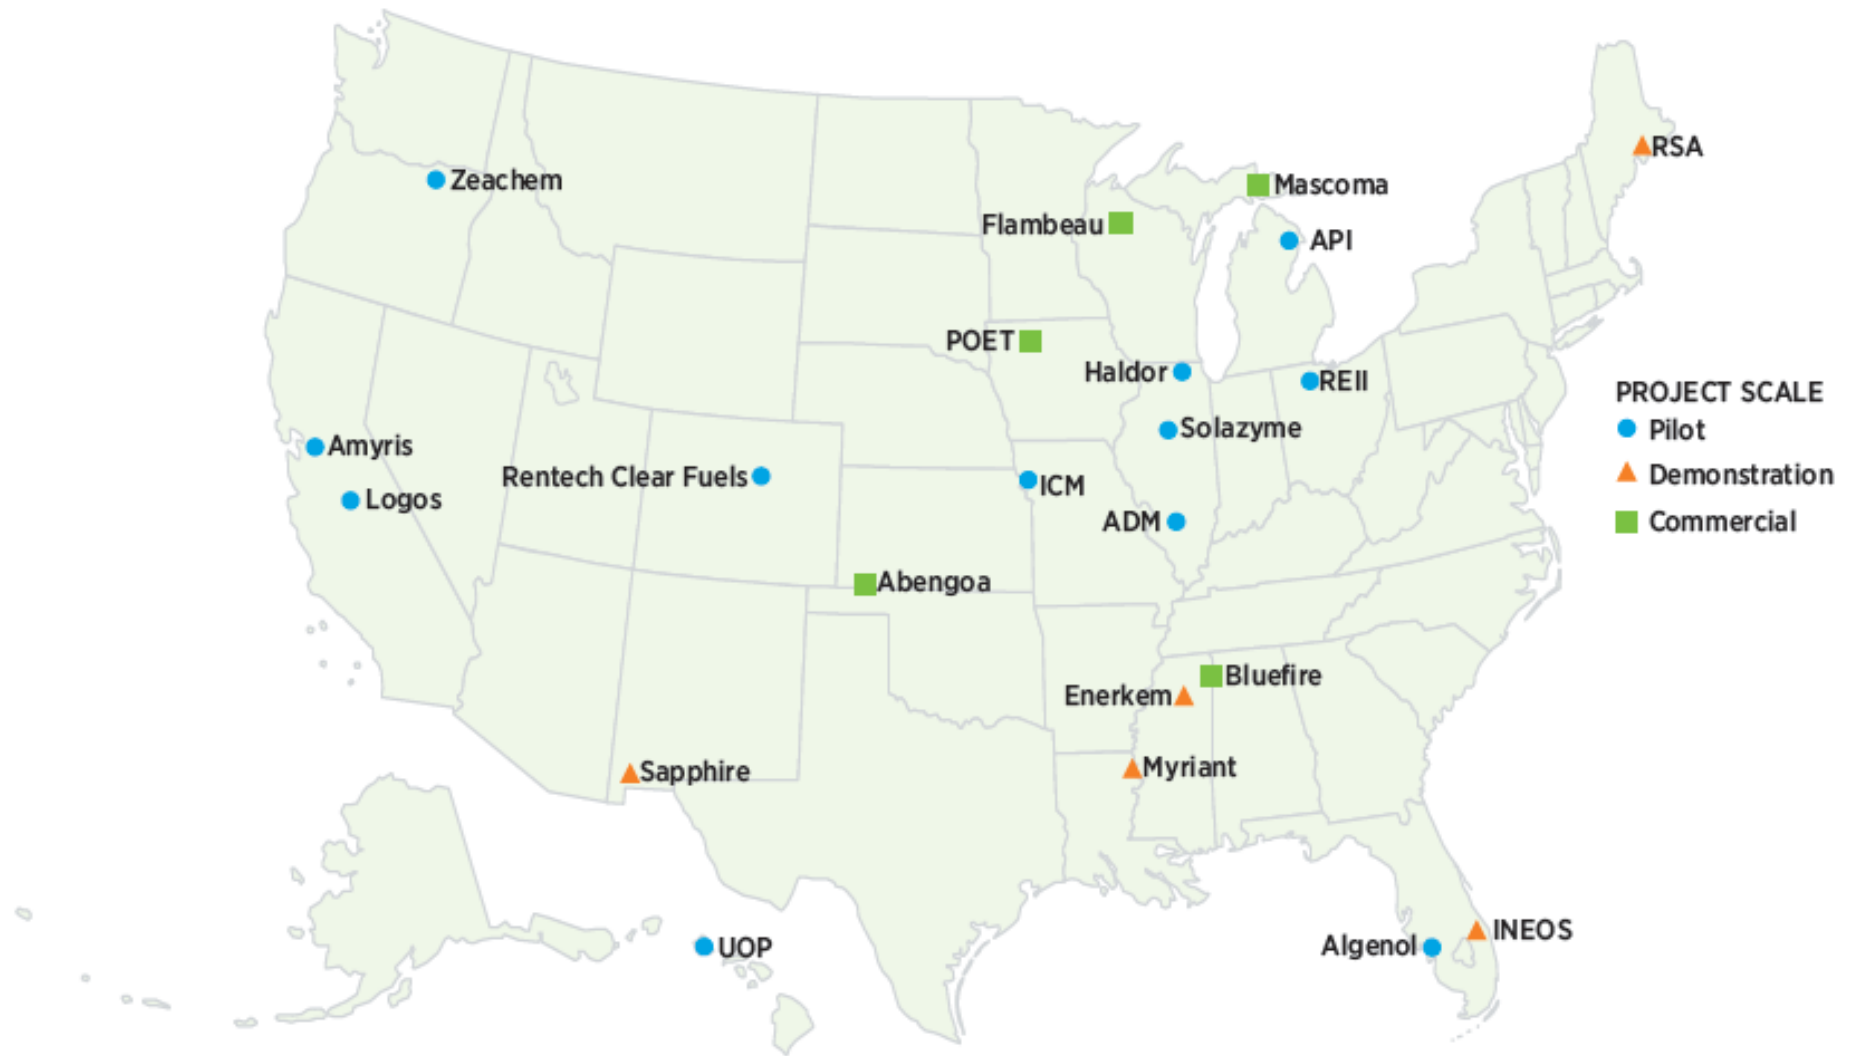 RSA
Zeachem
Mascoma
Flambeau
API
POET
Haldor
REII
PROJECT SCALE
Pilot
Demonstration
Commercial
Solazyme
Amyris
Rentech Clear Fuels
ICM
Logos
ADM
Abengoa
Bluefire
Enerkem
Sapphire
Myriant
INEOS
Algenol
UOP